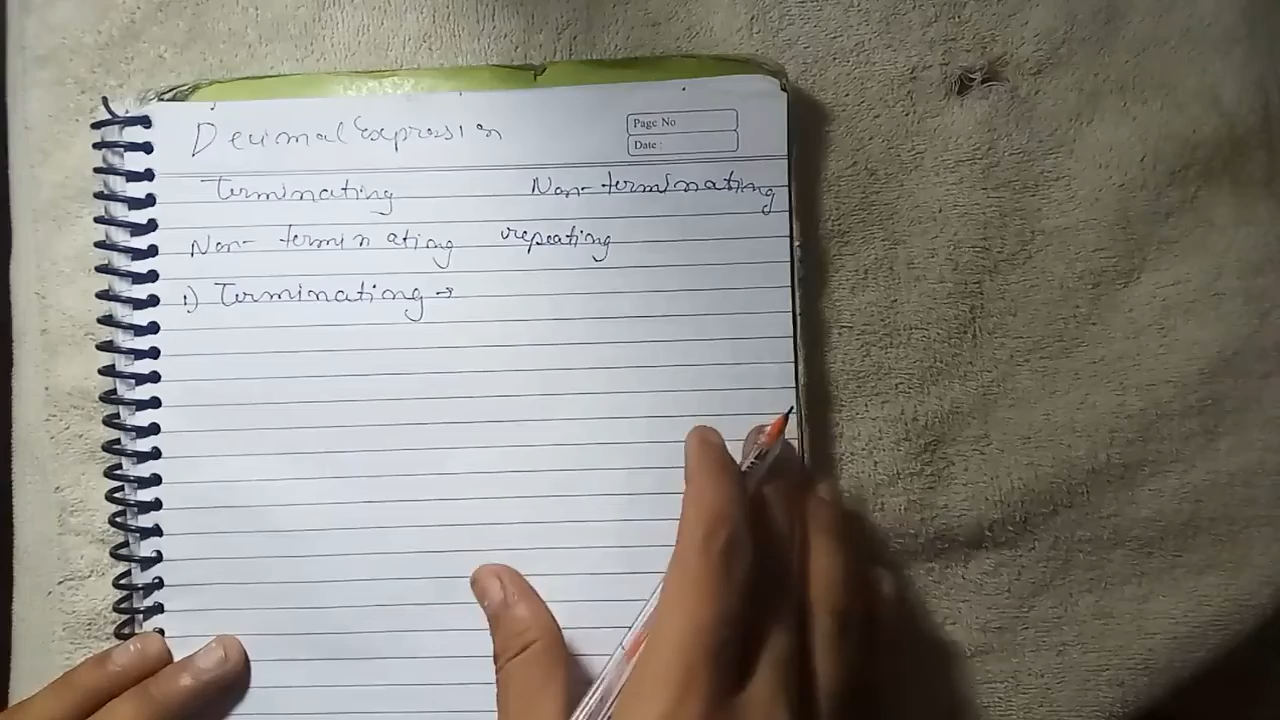 Decimal Expression
Page No
Date :
Terminating Non-terminating
Non-terminating repeating
1) Terminating →